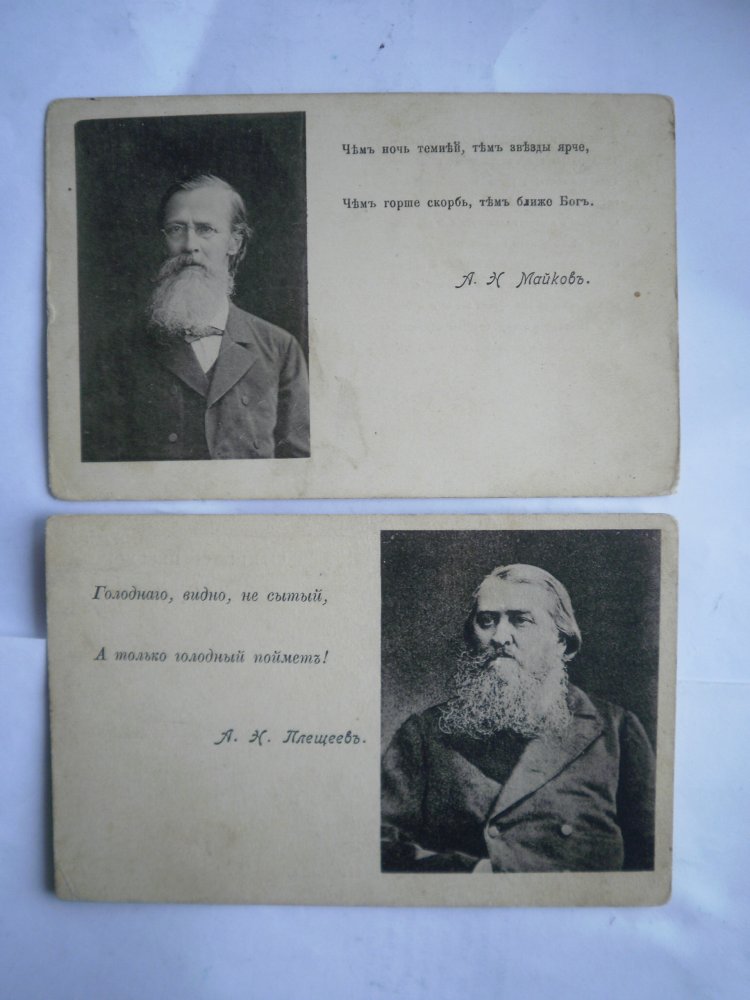 Чѣмъ ночь темнѣй, тѣмъ звѣзды ярче,
Чѣмъ горше скорбь, тѣмъ ближе Богъ.
А. Н Майковъ.
Голоднаго, видно, не сытый,
А только голодный пойметъ!
А. Н. Плещеевъ.